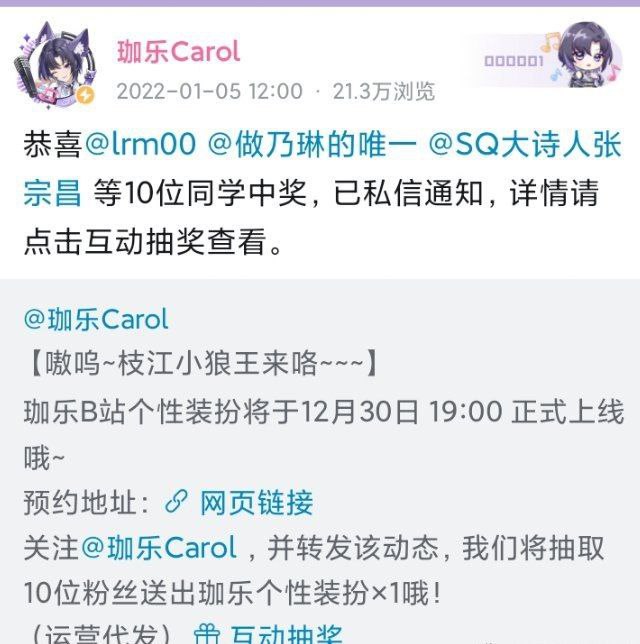 珈乐Carol
000001
2022-01-05 12:00 · 21.3万浏览
恭喜@lrm00 @做乃琳的唯一 @SQ大诗人张
宗昌 等10位同学中奖，已私信通知，详情请
点击互动抽奖查看。
@珈乐Carol
【嗷呜~枝江小狼王来咯~~~】
珈乐B站个性装扮将于12月30日 19:00 正式上线
哦~
预约地址： 网页链接
关注@珈乐Carol ，并转发该动态，我们将抽取
10位粉丝送出珈乐个性装扮×1哦！
（运营代发） 互动抽奖